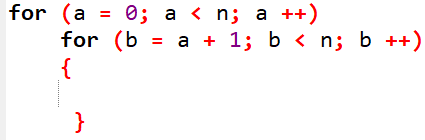 for (a = 0; a < n; a ++)
for (b = a + 1; b < n; b ++)
{
}